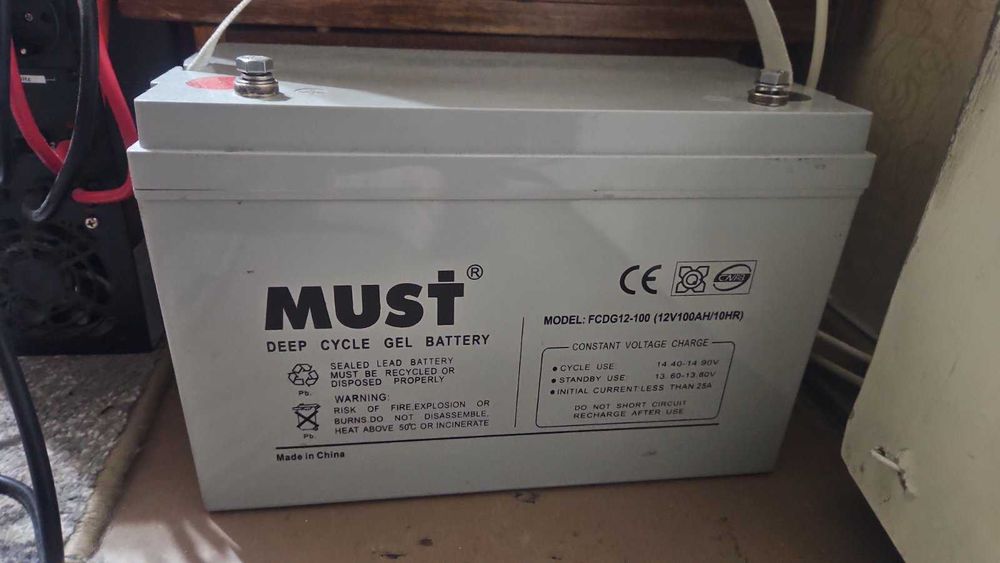 MUST®
DEEP CYCLE GEL BATTERY
SEALED LEAD BATTERY
MUST BE RECYCLED OR
DISPOSED PROPERLY
Pb.
WARNING:
RISK OF FIRE,EXPLOSION OR
BURNS.DO NOT DISASSEMBLE,
HEAT ABOVE 50℃ OR INCINERATE
Pb.
Made in China
CE
MODEL: FCDG12-100 (12V100AH/10HR)
CONSTANT VOLTAGE CHARGE
● CYCLE USE 14.40-14.90V
● STANDBY USE 13.60-13.80V
● INITIAL CURRENT:LESS THAN 25A
DO NOT SHORT CIRCUIT
RECHARGE AFTER USE